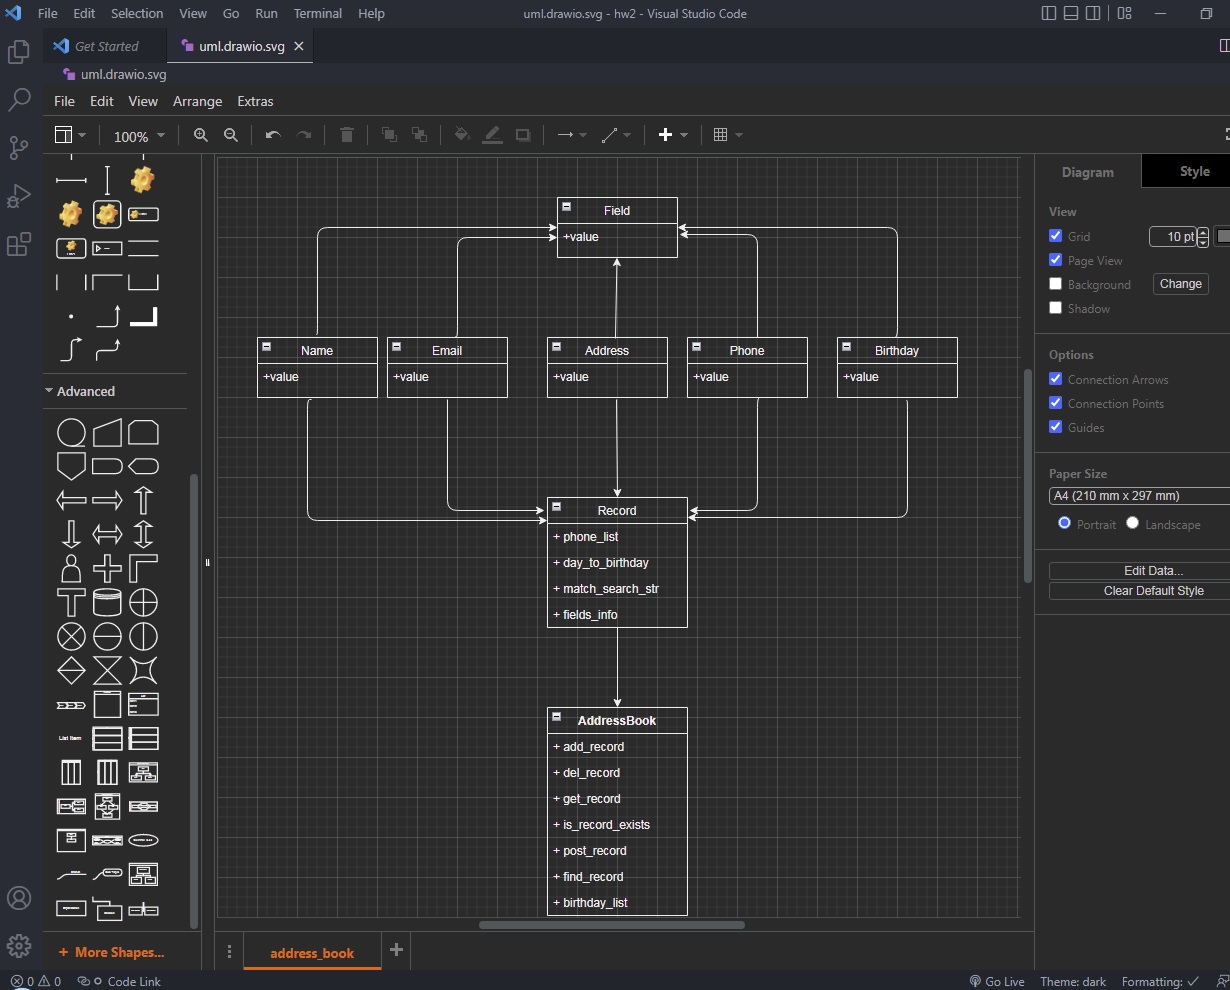 File Edit Selection View Go Run Terminal Help
uml.drawio.svg - hw2 - Visual Studio Code
Get Started
uml.drawio.svg
uml.drawio.svg
File Edit View Arrange Extras
100%
Advanced
List Item
+ More Shapes...
Field
+value
Name
+value
Email
+value
Address
+value
Phone
+value
Birthday
+value
Record
+ phone_list
+ day_to_birthday
+ match_search_str
+ fields_info
AddressBook
+ add_record
+ del_record
+ get_record
+ is_record_exists
+ post_record
+ find_record
+ birthday_list
address_book
Diagram
Style
View
Grid
10 pt
Page View
Background
Change
Shadow
Options
Connection Arrows
Connection Points
Guides
Paper Size
A4 (210 mm x 297 mm)
Portrait
Landscape
Edit Data...
Clear Default Style
0 0 Code Link
Go Live
Theme: dark
Formatting: ✓